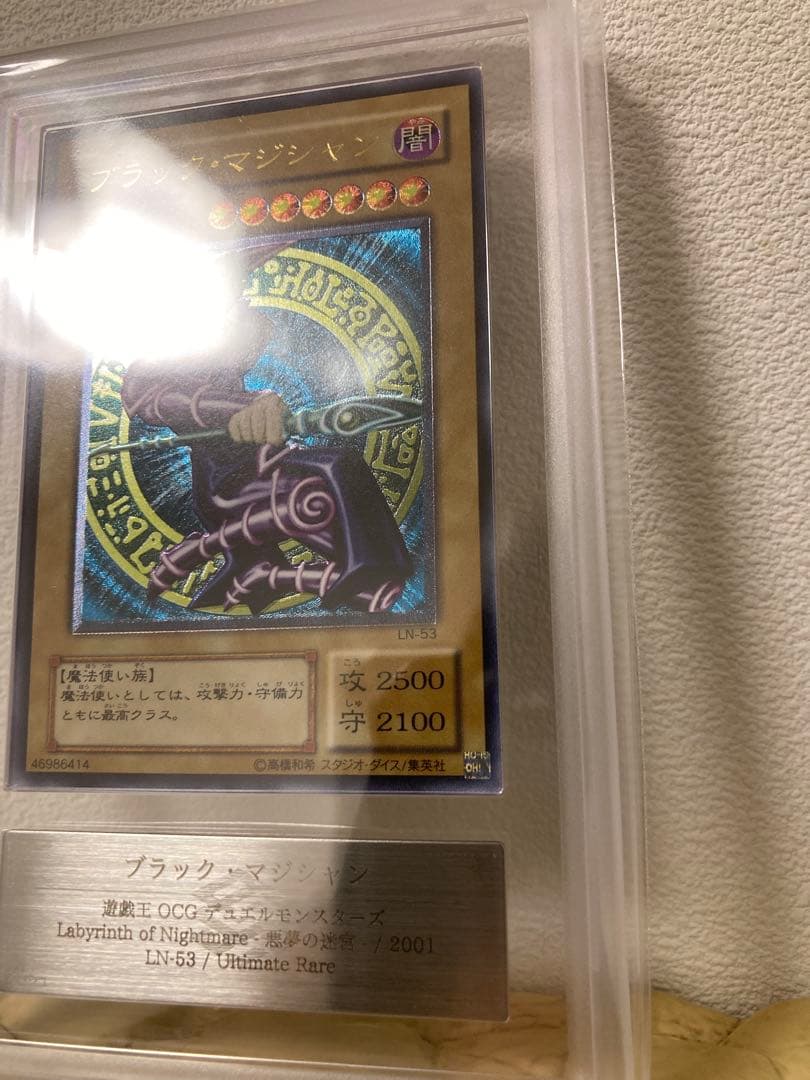 ブラック・マジシャン
闇
LN-53
【魔法使い族】
魔法使いとしては、攻撃力・守備力
ともに最高クラス。
攻 2500
守 2100
46986414
©高橋和希 スタジオ・ダイス/集英社
ブラック・マジシャン
遊戯王 OCG デュエルモンスターズ
Labyrinth of Nightmare - 悪夢の迷宮 - / 2001
LN-53 / Ultimate Rare